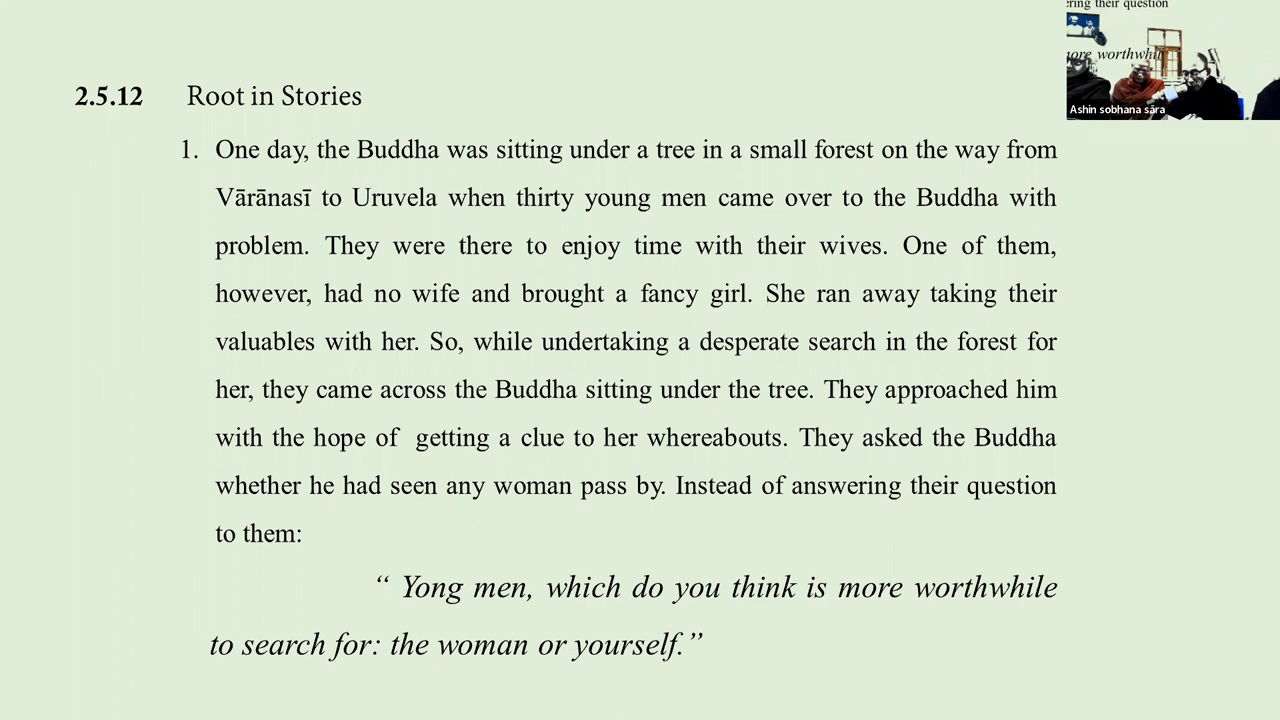 ering their question
ore worthwhil
Ashin sobhana sāra
2.5.12 Root in Stories
1. One day, the Buddha was sitting under a tree in a small forest on the way from
Vārānasī to Uruvela when thirty young men came over to the Buddha with
problem. They were there to enjoy time with their wives. One of them,
however, had no wife and brought a fancy girl. She ran away taking their
valuables with her. So, while undertaking a desperate search in the forest for
her, they came across the Buddha sitting under the tree. They approached him
with the hope of getting a clue to her whereabouts. They asked the Buddha
whether he had seen any woman pass by. Instead of answering their question
to them:
“ Yong men, which do you think is more worthwhile
to search for: the woman or yourself.”